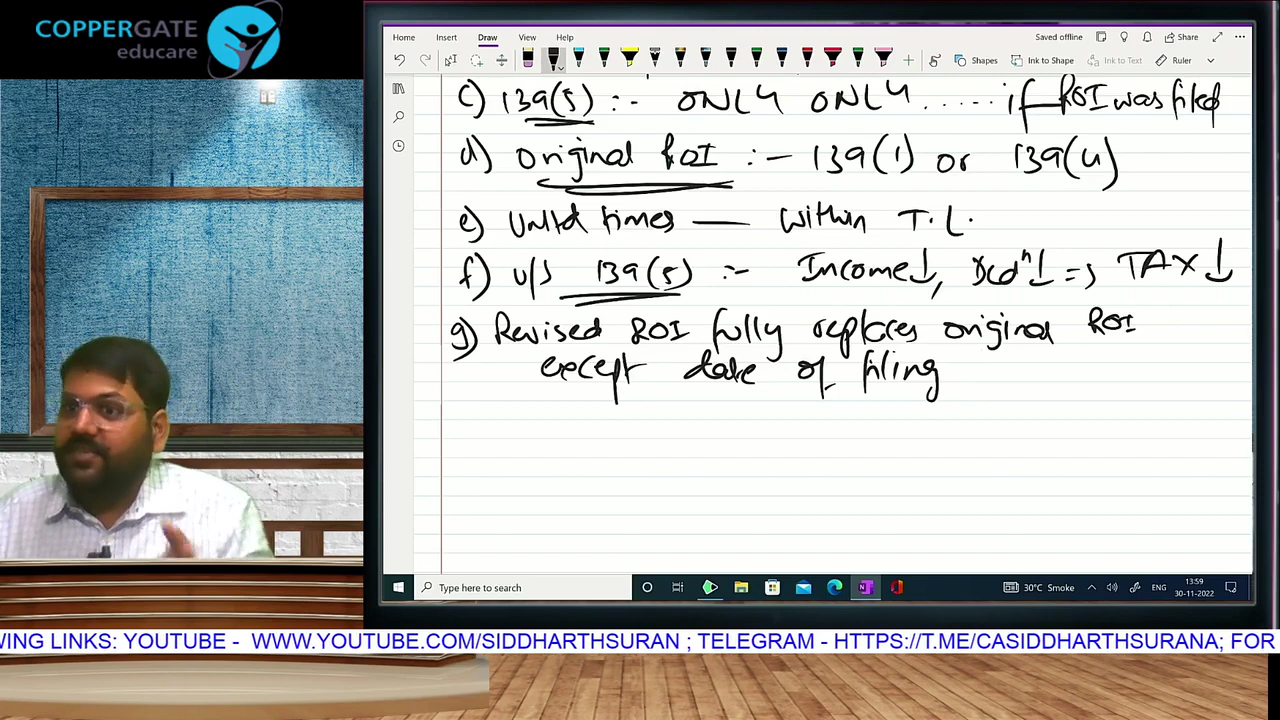 COPPERGATE
educare
Home Insert Draw View Help
Saved offline
Share
Shapes
Ink to Shape
Ink to Text
Ruler
c) 139(5) :- ONLY ONLY ..... if ROI was filed
d) Original ROI :- 139(1) or 139(4)
e) Unltd times — within T.L.
f) u/s 139(5) :- Income↓, Dedⁿ↓ => TAX↓
g) Revised ROI fully replaces original ROI
except date of filing
Type here to search
30°C Smoke
ENG
13:59
30-11-2022
WING LINKS: YOUTUBE - WWW.YOUTUBE.COM/SIDDHARTHSURAN ; TELEGRAM - HTTPS://T.ME/CASIDDHARTHSURANA; FOR